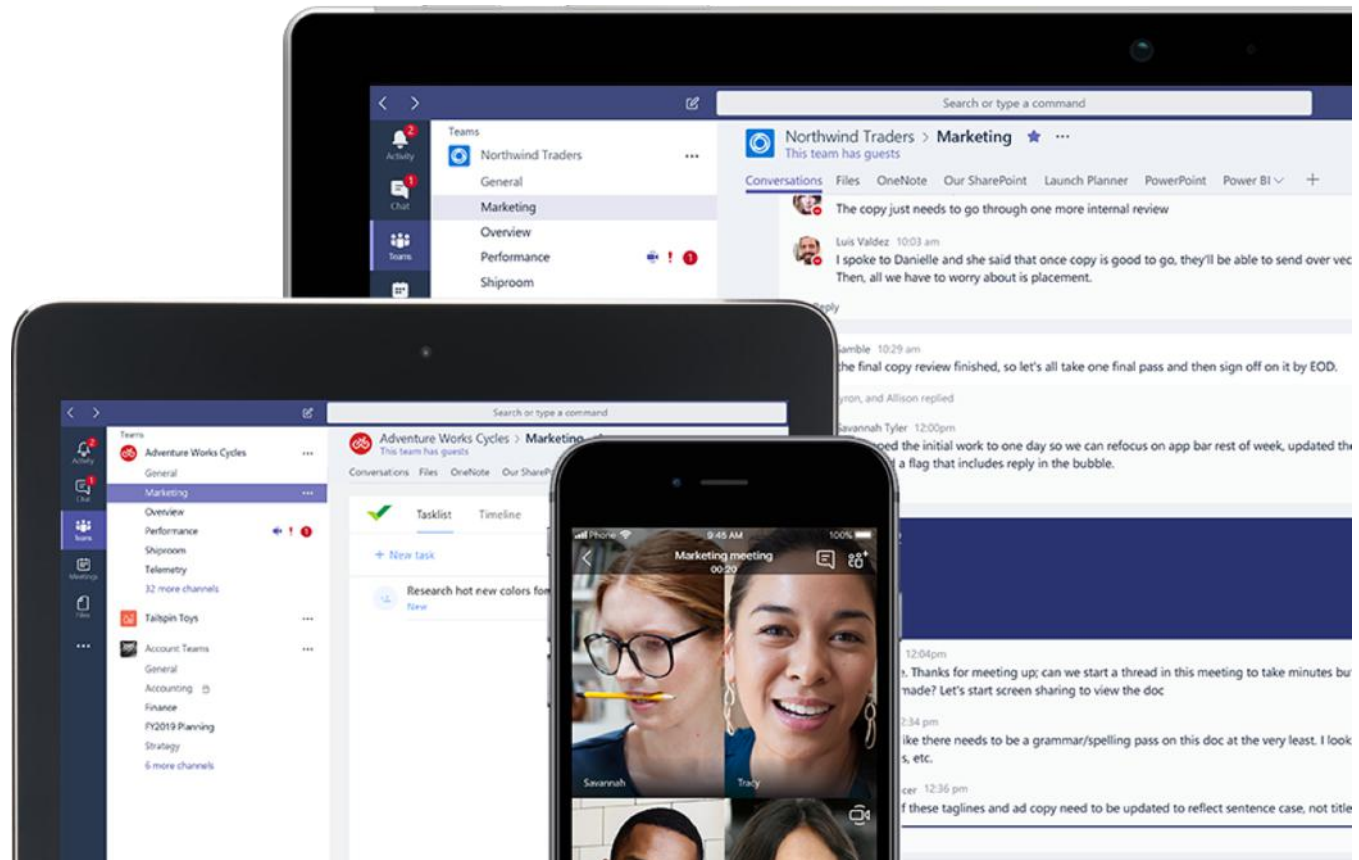 Search or type a command
Activity
2
Chat
1
Teams
Teams
Northwind Traders
General
Marketing
Overview
Performance
! 1
Shiproom
Northwind Traders > Marketing
This team has guests
Conversations Files OneNote Our SharePoint Launch Planner PowerPoint Power BI
The copy just needs to go through one more internal review
Luis Valdez 10:03 am
I spoke to Danielle and she said that once copy is good to go, they'll be able to send over vec
Then, all we have to worry about is placement.
10:29 am
the final copy review finished, so let's all take one final pass and then sign off on it by EOD.
and Allison replied
Savannah Tyler 12:00pm
the initial work to one day so we can refocus on app bar rest of week, updated the
a flag that includes reply in the bubble.
12:04pm
Thanks for meeting up; can we start a thread in this meeting to take minutes but
made? Let's start screen sharing to view the doc
2:34 pm
like there needs to be a grammar/spelling pass on this doc at the very least. I look
s, etc.
cer 12:36 pm
f these taglines and ad copy need to be updated to reflect sentence case, not title
Search or type a command
Activity
2
Chat
1
Teams
Meetings
Files
Teams
Adventure Works Cycles
General
Marketing
Overview
Performance
! 1
Shiproom
Telemetry
32 more channels
Tailspin Toys
Account Teams
General
Accounting
Finance
FY2019 Planning
Strategy
6 more channels
Adventure Works Cycles > Marketing
This team has guests
Conversations Files OneNote Our ShareP
Tasklist Timeline
+ New task
Research hot new colors for
New
Phone 9:45 AM 100%
Marketing meeting
00:20
Savannah
Tracy